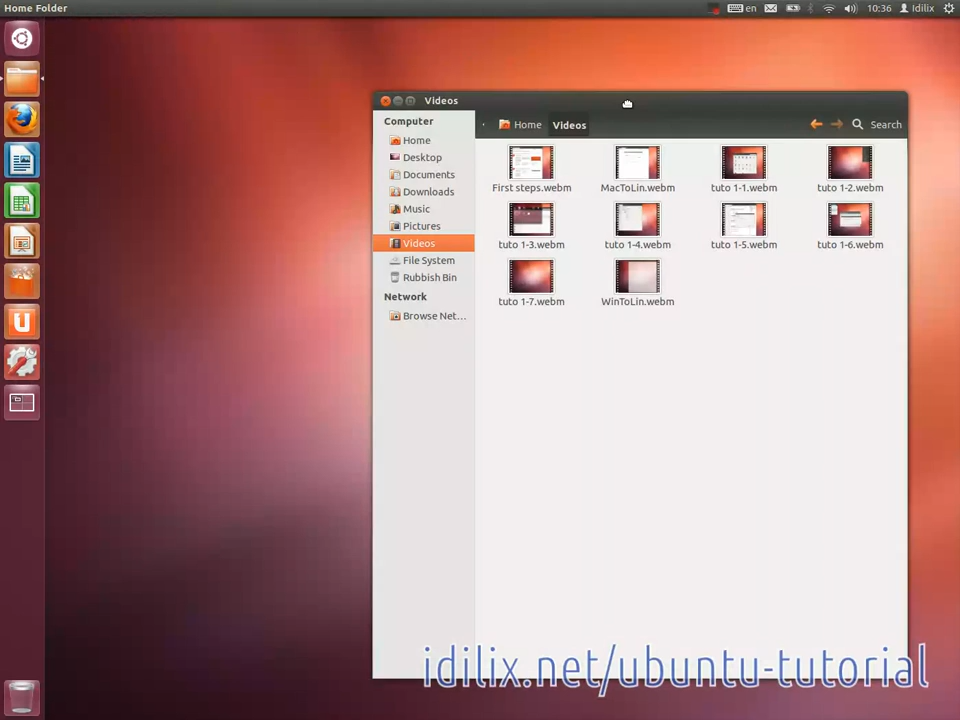 Home Folder
en
10:36
Idilix
Videos
Computer
Home
Desktop
Documents
Downloads
Music
Pictures
Videos
File System
Rubbish Bin
Network
Browse Net...
Home
Videos
Search
First steps.webm
MacToLin.webm
tuto 1-1.webm
tuto 1-2.webm
tuto 1-3.webm
tuto 1-4.webm
tuto 1-5.webm
tuto 1-6.webm
tuto 1-7.webm
WinToLin.webm
idilix.net/ubuntu-tutorial